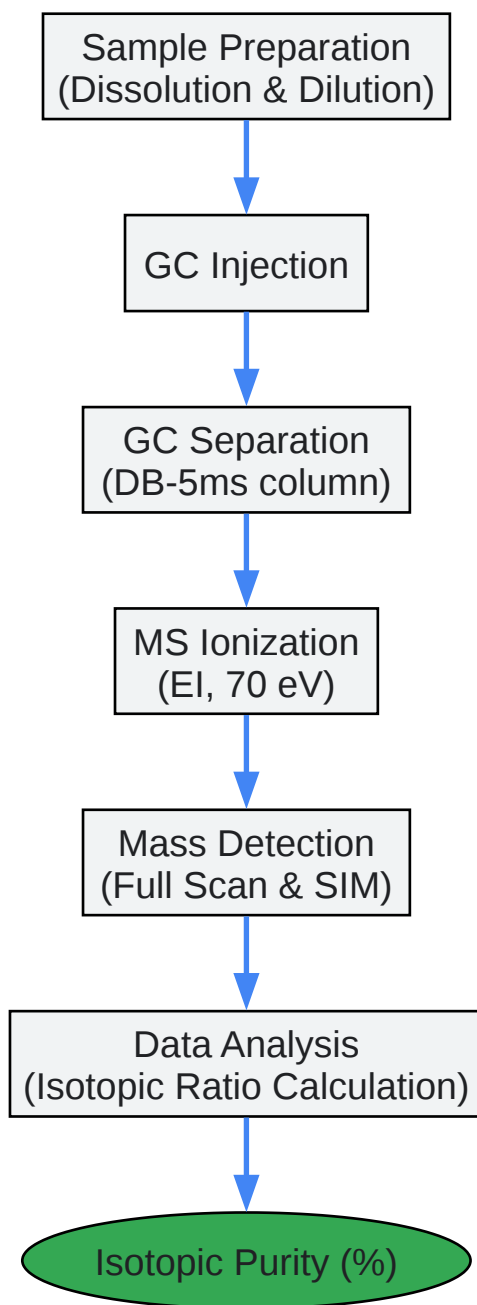 Sample Preparation
(Dissolution & Dilution)
GC Injection
GC Separation
(DB-5ms column)
MS Ionization
(EI, 70 eV)
Mass Detection
(Full Scan & SIM)
Data Analysis
(Isotopic Ratio Calculation)
Isotopic Purity (%)